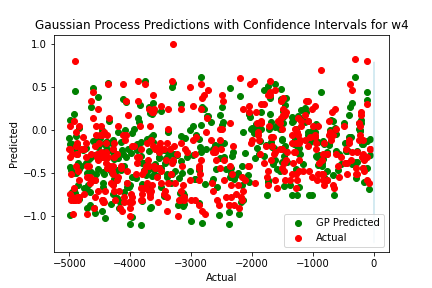 Gaussian Process Predictions with Confidence Intervals for w4
1.0
0.5
0.0
−0.5
−1.0
Predicted
GP Predicted
Actual
−5000 −4000 −3000 −2000 −1000 0
Actual